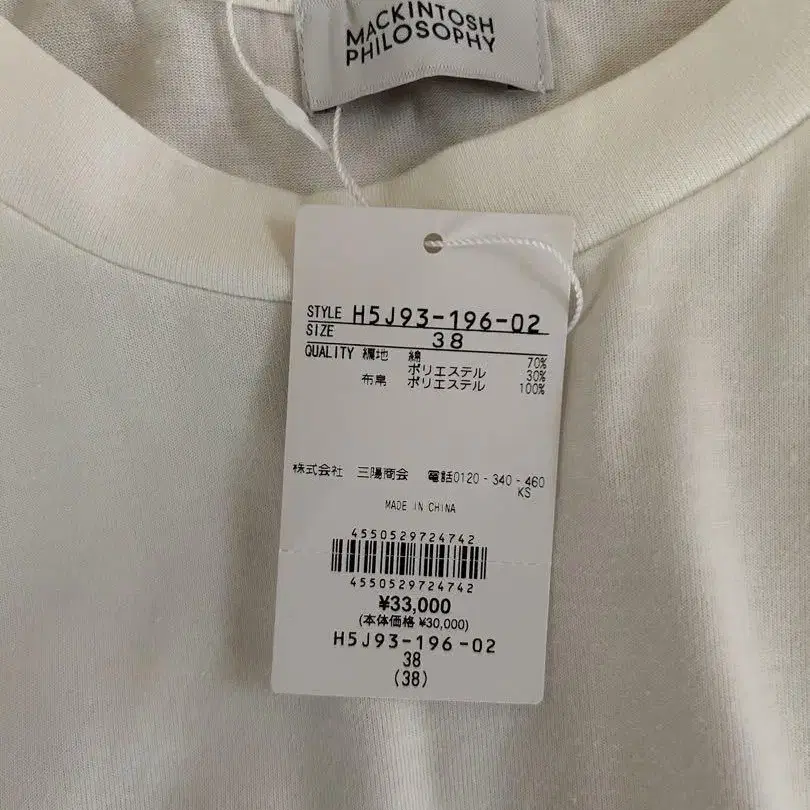 MACKINTOSH
PHILOSOPHY
STYLE H5J93-196-02
SIZE 38
QUALITY 編地 綿 70%
ポリエステル 30%
布帛 ポリエステル 100%
株式会社 三陽商会 電話0120-340-460
KS
MADE IN CHINA
4550529724742
4550529724742
¥33,000
(本体価格 ¥30,000)
H5J93-196-02
38
(38)